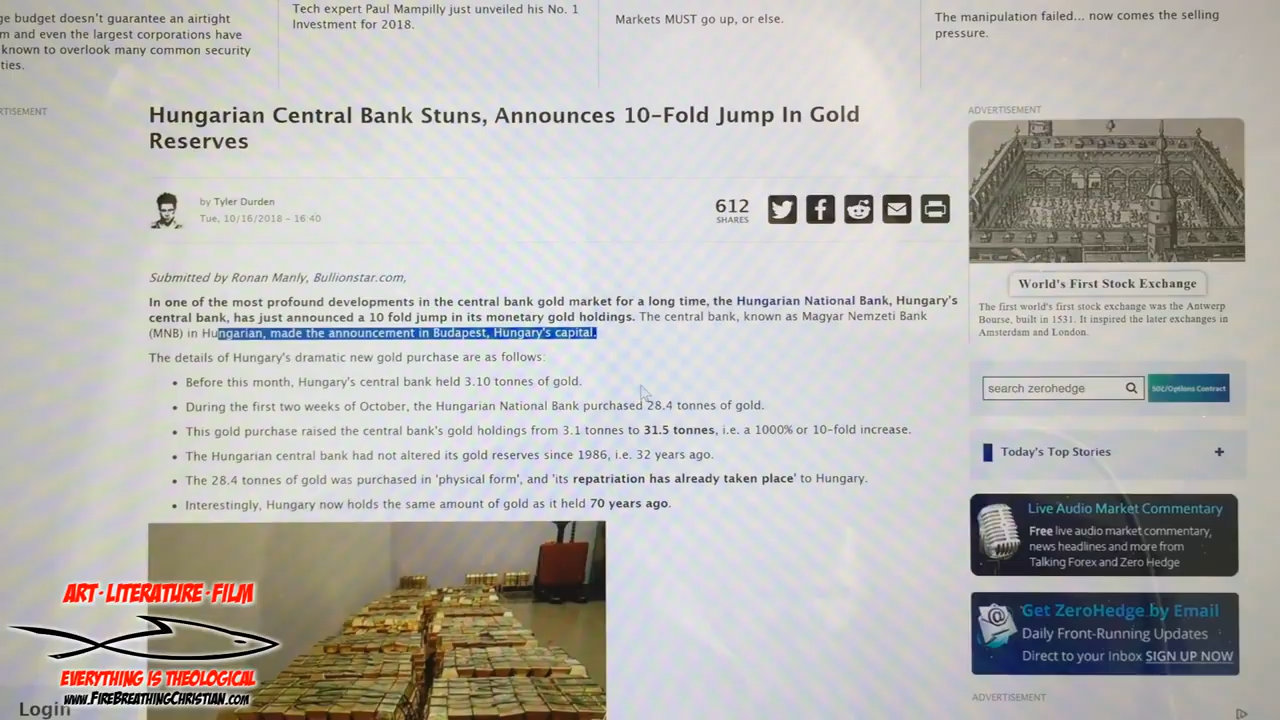 ge budget doesn't guarantee an airtight
m and even the largest corporations have
known to overlook many common security
ties.
Tech expert Paul Mampilly just unveiled his No. 1
Investment for 2018.
Markets MUST go up, or else.
The manipulation failed... now comes the selling
pressure.
RTISEMENT
Hungarian Central Bank Stuns, Announces 10-Fold Jump In Gold
Reserves
by Tyler Durden
Tue, 10/16/2018 - 16:40
612
SHARES
Submitted by Ronan Manly, Bullionstar.com,
In one of the most profound developments in the central bank gold market for a long time, the Hungarian National Bank, Hungary's
central bank, has just announced a 10 fold jump in its monetary gold holdings. The central bank, known as Magyar Nemzeti Bank
(MNB) in Hungarian, made the announcement in Budapest, Hungary's capital.
The details of Hungary's dramatic new gold purchase are as follows:
• Before this month, Hungary's central bank held 3.10 tonnes of gold.
• During the first two weeks of October, the Hungarian National Bank purchased 28.4 tonnes of gold.
• This gold purchase raised the central bank's gold holdings from 3.1 tonnes to 31.5 tonnes, i.e. a 1000% or 10-fold increase.
• The Hungarian central bank had not altered its gold reserves since 1986, i.e. 32 years ago.
• The 28.4 tonnes of gold was purchased in 'physical form', and 'its repatriation has already taken place' to Hungary.
• Interestingly, Hungary now holds the same amount of gold as it held 70 years ago.
ADVERTISEMENT
World's First Stock Exchange
The first world's first stock exchange was the Antwerp
Bourse, built in 1531. It inspired the later exchanges in
Amsterdam and London.
search zerohedge
SOE/Options Contract
Today's Top Stories
+
Live Audio Market Commentary
Free live audio market commentary,
news headlines and more from
Talking Forex and Zero Hedge
Get ZeroHedge by Email
Daily Front-Running Updates
Direct to your Inbox SIGN UP NOW
ADVERTISEMENT
ART·LITERATURE·FILM
EVERYTHING IS THEOLOGICAL
www.FireBreathingChristian.com
Login